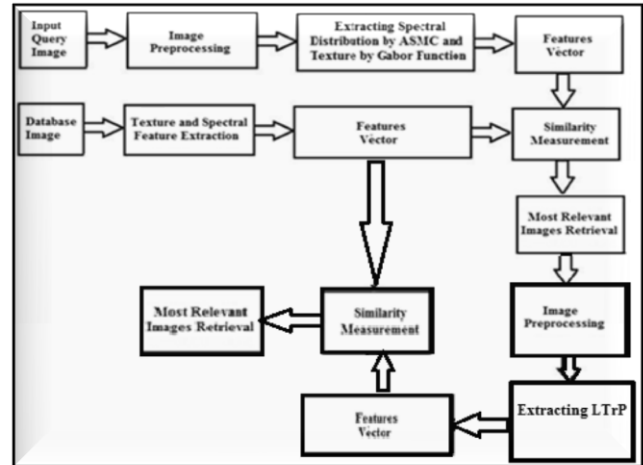 Input
Query
Image
Image
Preprocessing
Extracting Spectral
Distribution by ASMC and
Texture by Gabor Function
Features
Vector
Database
Image
Texture and Spectral
Feature Extraction
Features
Vector
Similarity
Measurement
Most Relevant
Images Retrieval
Image
Preprocessing
Most Relevant
Images Retrieval
Similarity
Measurement
Extracting LTrP
Features
Vector